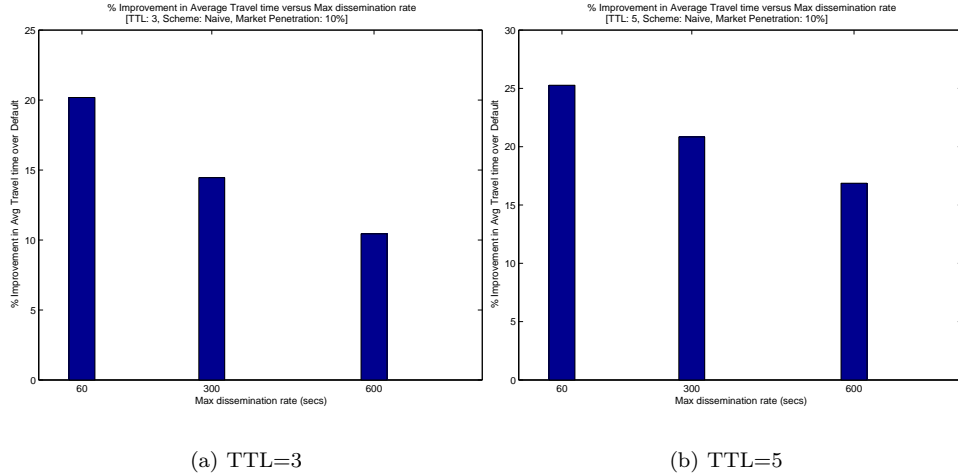 % Improvement in Average Travel time versus Max dissemination rate
[TTL: 3, Scheme: Naive, Market Penetration: 10%]
% Improvement in Avg Travel time over Default
25
20
15
10
5
0
60
300
600
Max dissemination rate (secs)
(a) TTL=3
% Improvement in Average Travel time versus Max dissemination rate
[TTL: 5, Scheme: Naive, Market Penetration: 10%]
% Improvement in Avg Travel time over Default
30
25
20
15
10
5
0
60
300
600
Max dissemination rate (secs)
(b) TTL=5